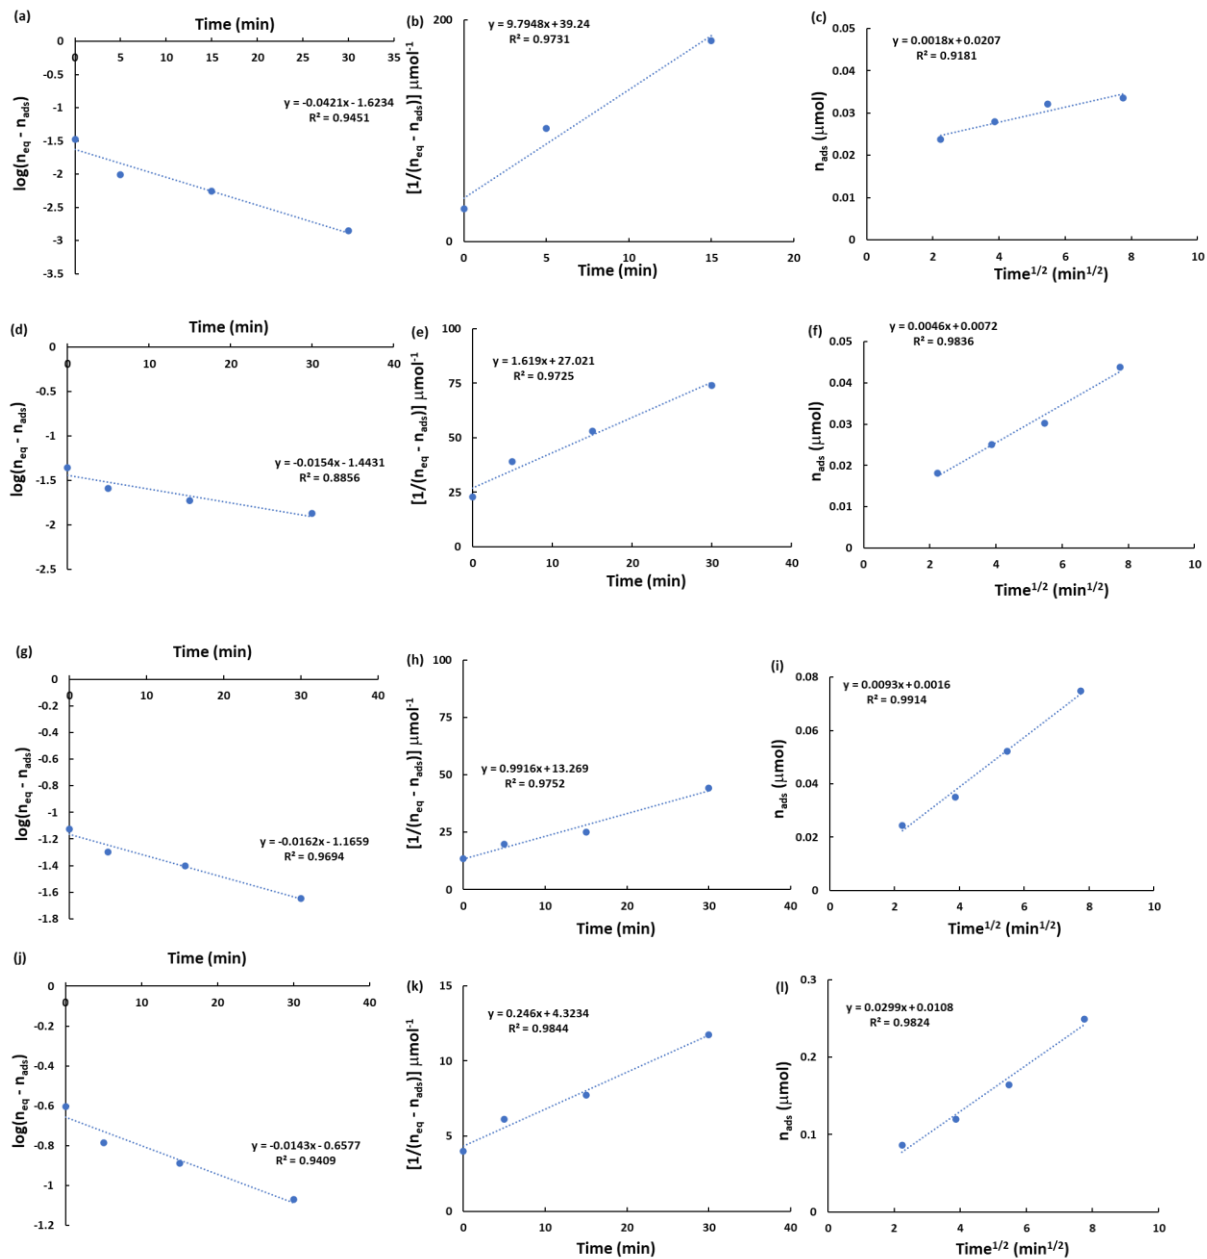 (a)
Time (min)
0 5 10 15 20 25 30 35
0
-0.5
-1
-1.5
-2
-2.5
-3
-3.5
log(neq - nads)
y = -0.0421x - 1.6234
R² = 0.9451
(b)
200
100
0
0 5 10 15 20
[1/(neq - nads)] µmol-1
y = 9.7948x + 39.24
R² = 0.9731
Time (min)
(c)
0.05
0.04
0.03
0.02
0.01
0
0 2 4 6 8 10
nads (µmol)
y = 0.0018x + 0.0207
R² = 0.9181
Time1/2 (min1/2)
(d)
Time (min)
0 10 20 30 40
0
-0.5
-1
-1.5
-2
-2.5
log(neq - nads)
y = -0.0154x - 1.4431
R² = 0.8856
(e)
100
75
50
25
0
0 10 20 30 40
[1/(neq - nads)] µmol-1
y = 1.619x + 27.021
R² = 0.9725
Time (min)
(f)
0.05
0.04
0.03
0.02
0.01
0
0 2 4 6 8 10
nads (µmol)
y = 0.0046x + 0.0072
R² = 0.9836
Time1/2 (min1/2)
(g)
Time (min)
0 10 20 30 40
0
-0.2
-0.4
-0.6
-0.8
-1
-1.2
-1.4
-1.6
-1.8
log(neq - nads)
y = -0.0162x - 1.1659
R² = 0.9694
(h)
100
75
50
25
0
0 10 20 30 40
[1/(neq - nads)] µmol-1
y = 0.9916x + 13.269
R² = 0.9752
Time (min)
(i)
0.08
0.06
0.04
0.02
0
0 2 4 6 8 10
nads (µmol)
y = 0.0093x + 0.0016
R² = 0.9914
Time1/2 (min1/2)
(j)
Time (min)
0 10 20 30 40
0
-0.2
-0.4
-0.6
-0.8
-1
-1.2
log(neq - nads)
y = -0.0143x - 0.6577
R² = 0.9409
(k)
15
10
5
0
0 10 20 30 40
[1/(neq - nads)] µmol-1
y = 0.246x + 4.3234
R² = 0.9844
Time (min)
(l)
0.3
0.2
0.1
0
0 2 4 6 8 10
nads (µmol)
y = 0.0299x + 0.0108
R² = 0.9824
Time1/2 (min1/2)